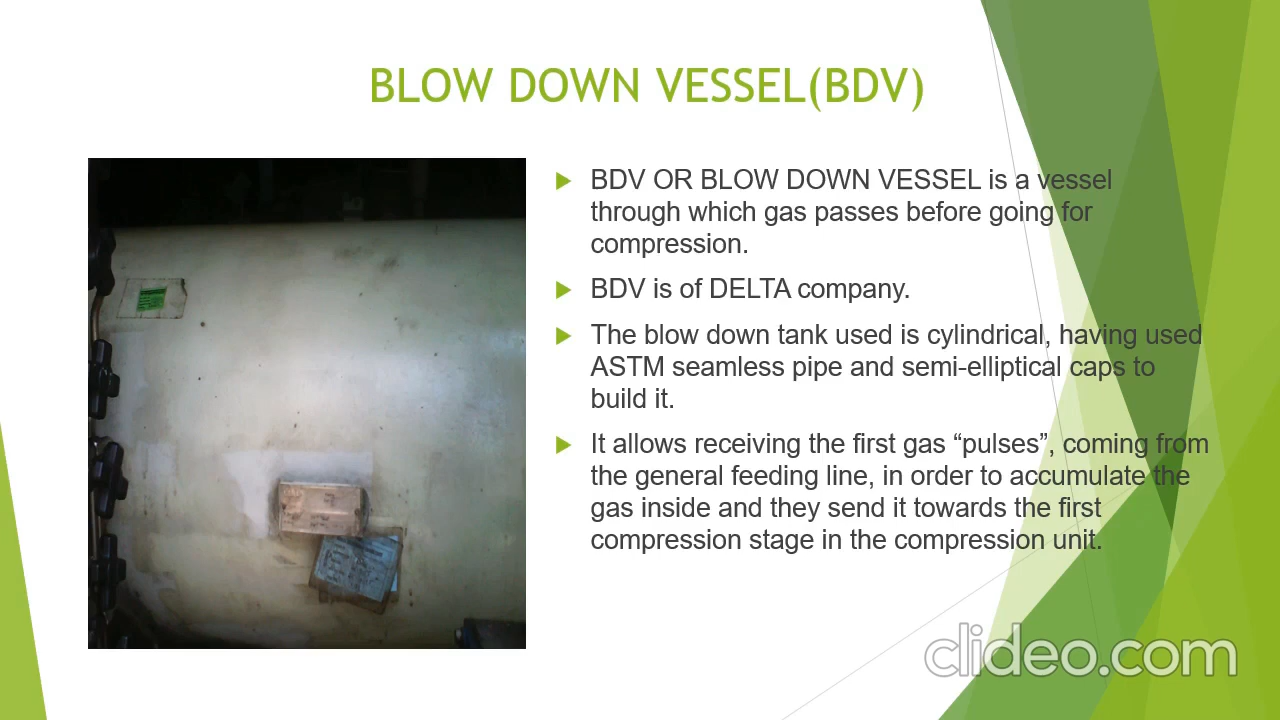 BLOW DOWN VESSEL(BDV)
BDV OR BLOW DOWN VESSEL is a vessel
through which gas passes before going for
compression.
BDV is of DELTA company.
The blow down tank used is cylindrical, having used
ASTM seamless pipe and semi-elliptical caps to
build it.
It allows receiving the first gas “pulses”, coming from
the general feeding line, in order to accumulate the
gas inside and they send it towards the first
compression stage in the compression unit.
clideo.com